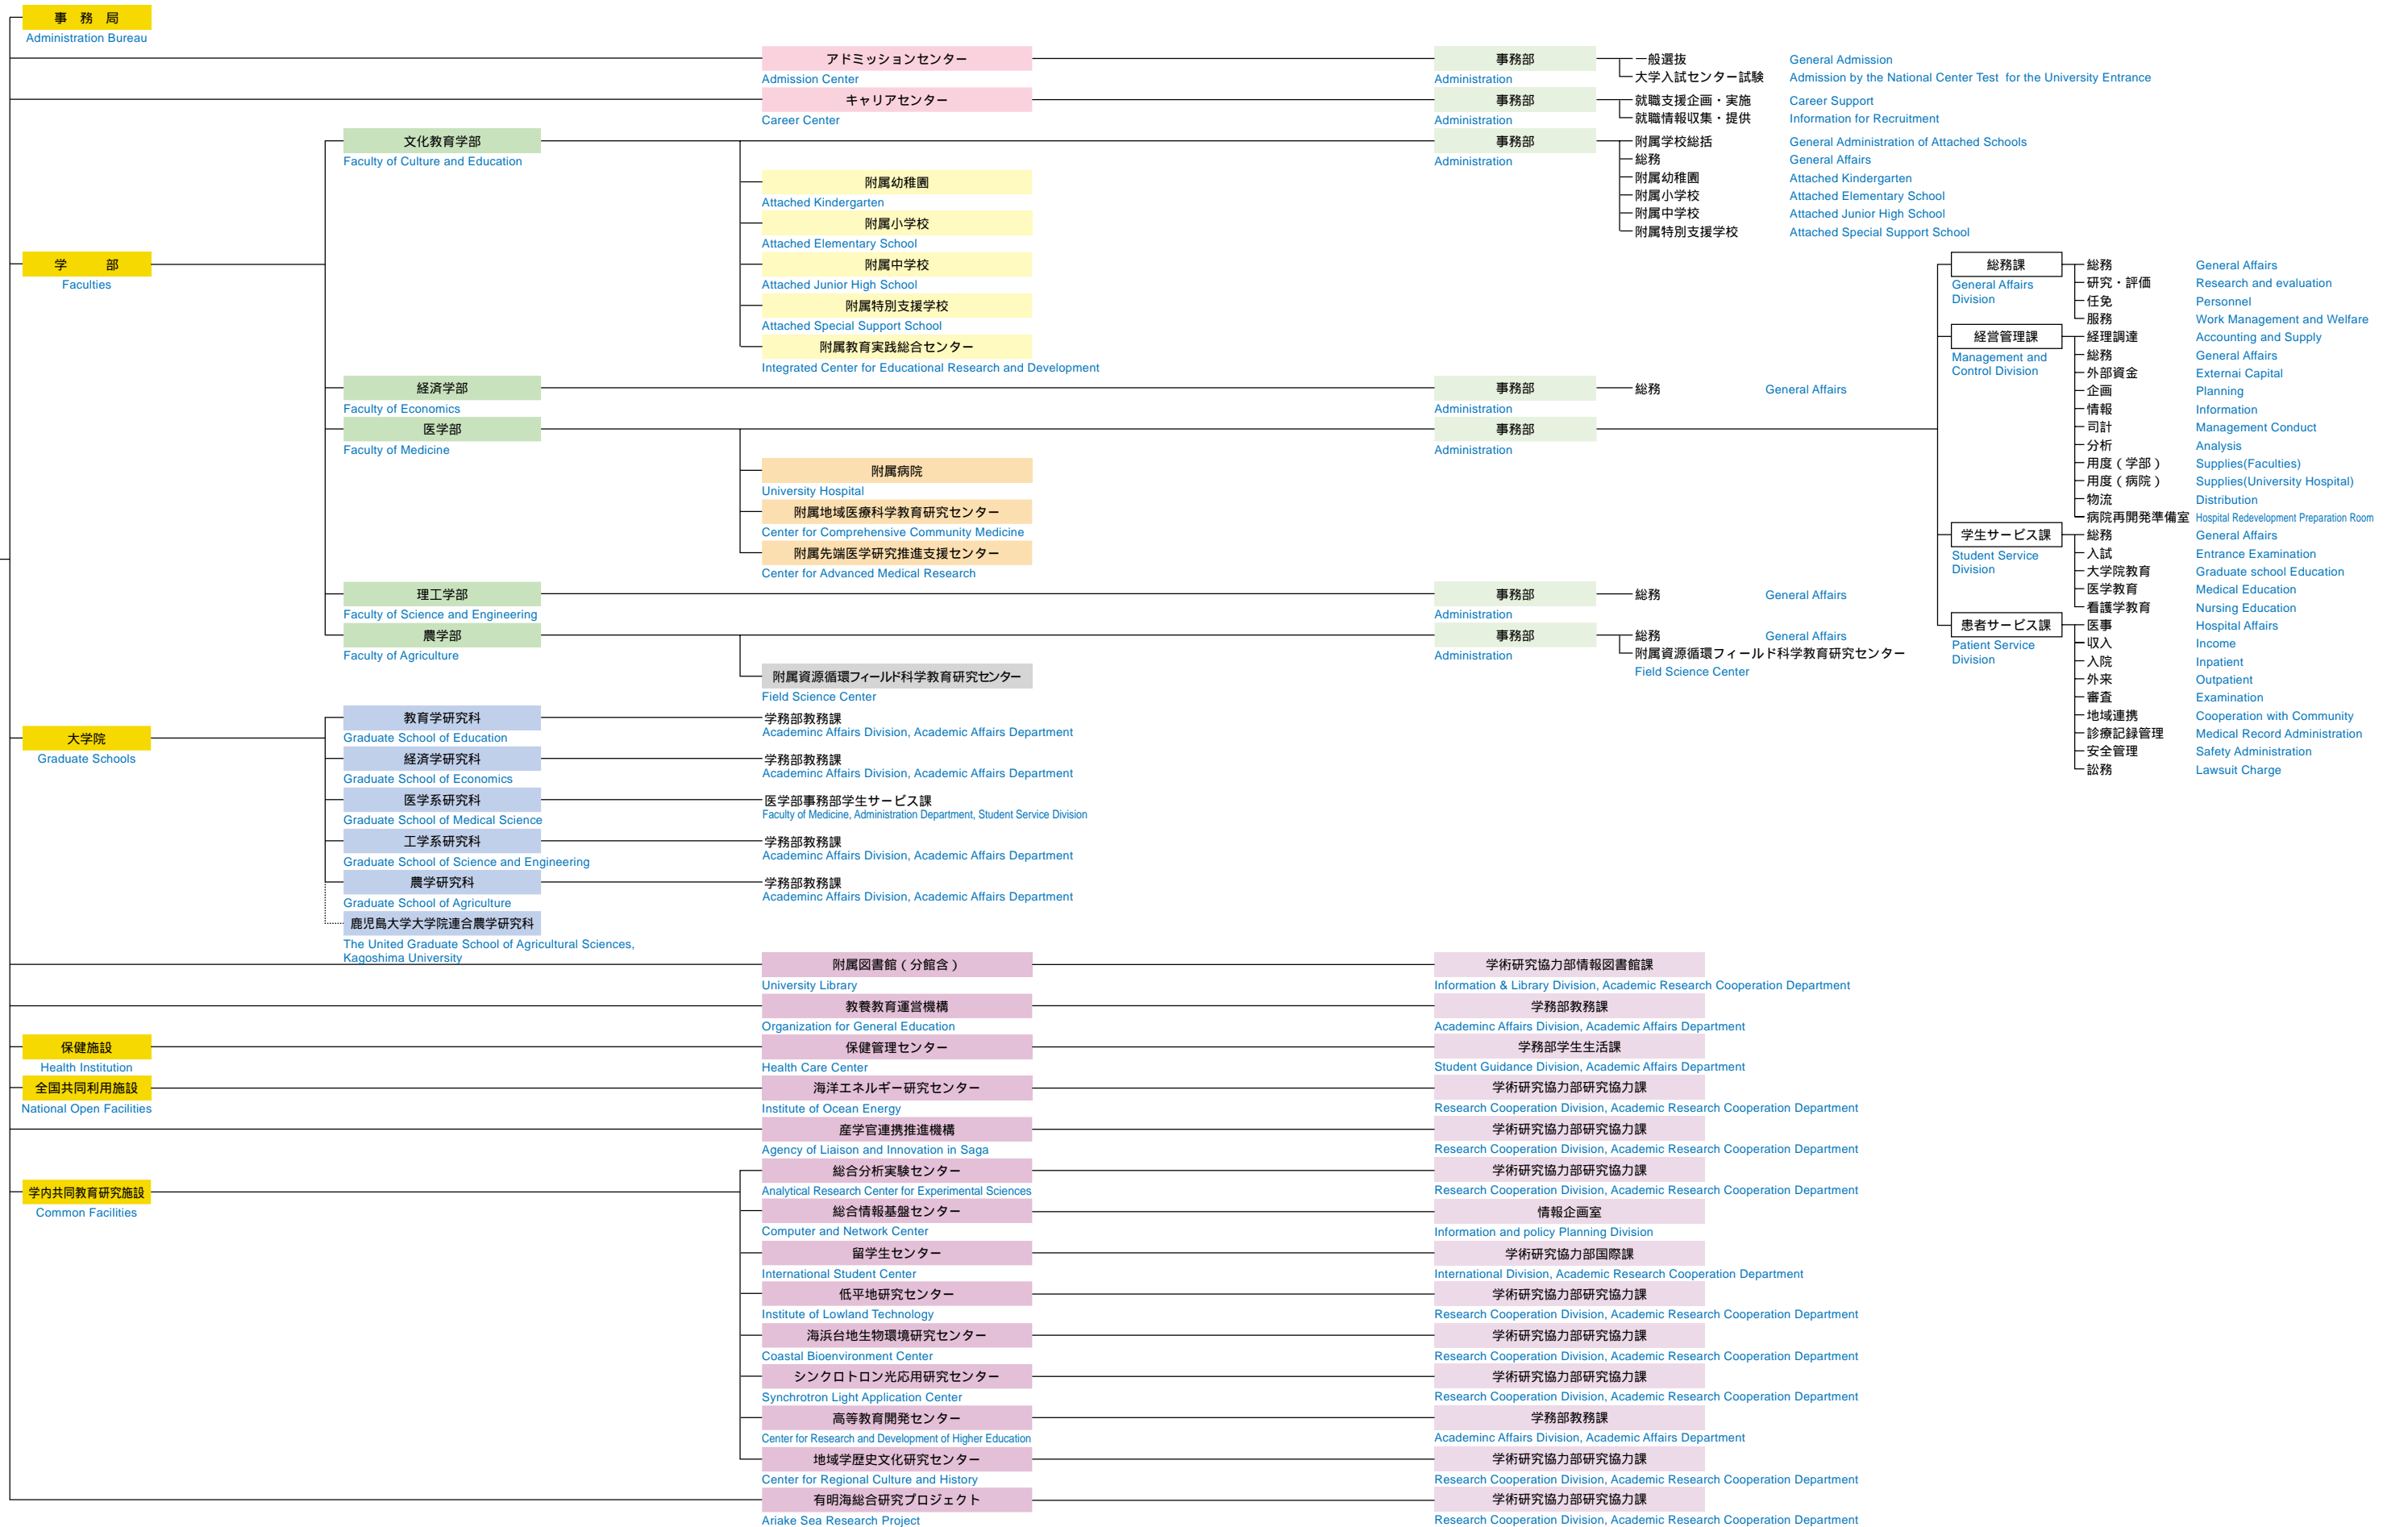 事　務　局
Administration Bureau
アドミッションセンター
Admission Center
事務部
Administration
一般選抜
General Admission
大学入試センター試験
Admission by the National Center Test for the University Entrance
キャリアセンター
Career Center
事務部
Administration
就職支援企画・実施
Career Support
就職情報収集・提供
Information for Recruitment
学　　　部
Faculties
文化教育学部
Faculty of Culture and Education
附属幼稚園
Attached Kindergarten
附属小学校
Attached Elementary School
附属中学校
Attached Junior High School
附属特別支援学校
Attached Special Support School
附属教育実践総合センター
Integrated Center for Educational Research and Development
事務部
Administration
附属学校総括
General Administration of Attached Schools
総務
General Affairs
附属幼稚園
Attached Kindergarten
附属小学校
Attached Elementary School
附属中学校
Attached Junior High School
附属特別支援学校
Attached Special Support School
経済学部
Faculty of Economics
事務部
Administration
総務
General Affairs
医学部
Faculty of Medicine
附属病院
University Hospital
附属地域医療科学教育研究センター
Center for Comprehensive Community Medicine
附属先端医学研究推進支援センター
Center for Advanced Medical Research
事務部
Administration
総務課
General Affairs
Division
総務
General Affairs
研究・評価
Research and evaluation
任免
Personnel
服務
Work Management and Welfare
経営管理課
Management and
Control Division
経理調達
Accounting and Supply
総務
General Affairs
外部資金
Externai Capital
企画
Planning
情報
Information
司計
Management Conduct
分析
Analysis
用度（学部）
Supplies(Faculties)
用度（病院）
Supplies(University Hospital)
物流
Distribution
病院再開発準備室
Hospital Redevelopment Preparation Room
学生サービス課
Student Service
Division
総務
General Affairs
入試
Entrance Examination
大学院教育
Graduate school Education
医学教育
Medical Education
看護学教育
Nursing Education
患者サービス課
Patient Service
Division
医事
Hospital Affairs
収入
Income
入院
Inpatient
外来
Outpatient
審査
Examination
地域連携
Cooperation with Community
診療記録管理
Medical Record Administration
安全管理
Safety Administration
訟務
Lawsuit Charge
理工学部
Faculty of Science and Engineering
事務部
Administration
総務
General Affairs
農学部
Faculty of Agriculture
附属資源循環フィールド科学教育研究センター
Field Science Center
事務部
Administration
総務
General Affairs
附属資源循環フィールド科学教育研究センター
Field Science Center
大学院
Graduate Schools
教育学研究科
Graduate School of Education
学務部教務課
Academinc Affairs Division, Academic Affairs Department
経済学研究科
Graduate School of Economics
学務部教務課
Academinc Affairs Division, Academic Affairs Department
医学系研究科
Graduate School of Medical Science
医学部事務部学生サービス課
Faculty of Medicine, Administration Department, Student Service Division
工学系研究科
Graduate School of Science and Engineering
学務部教務課
Academinc Affairs Division, Academic Affairs Department
農学研究科
Graduate School of Agriculture
学務部教務課
Academinc Affairs Division, Academic Affairs Department
鹿児島大学大学院連合農学研究科
The United Graduate School of Agricultural Sciences,
Kagoshima University
附属図書館（分館含）
University Library
学術研究協力部情報図書館課
Information & Library Division, Academic Research Cooperation Department
教養教育運営機構
Organization for General Education
学務部教務課
Academinc Affairs Division, Academic Affairs Department
保健施設
Health Institution
保健管理センター
Health Care Center
学務部学生生活課
Student Guidance Division, Academic Affairs Department
全国共同利用施設
National Open Facilities
海洋エネルギー研究センター
Institute of Ocean Energy
学術研究協力部研究協力課
Research Cooperation Division, Academic Research Cooperation Department
産学官連携推進機構
Agency of Liaison and Innovation in Saga
学術研究協力部研究協力課
Research Cooperation Division, Academic Research Cooperation Department
学内共同教育研究施設
Common Facilities
総合分析実験センター
Analytical Research Center for Experimental Sciences
学術研究協力部研究協力課
Research Cooperation Division, Academic Research Cooperation Department
総合情報基盤センター
Computer and Network Center
情報企画室
Information and policy Planning Division
留学生センター
International Student Center
学術研究協力部国際課
International Division, Academic Research Cooperation Department
低平地研究センター
Institute of Lowland Technology
学術研究協力部研究協力課
Research Cooperation Division, Academic Research Cooperation Department
海浜台地生物環境研究センター
Coastal Bioenvironment Center
学術研究協力部研究協力課
Research Cooperation Division, Academic Research Cooperation Department
シンクロトロン光応用研究センター
Synchrotron Light Application Center
学術研究協力部研究協力課
Research Cooperation Division, Academic Research Cooperation Department
高等教育開発センター
Center for Research and Development of Higher Education
学務部教務課
Academinc Affairs Division, Academic Affairs Department
地域学歴史文化研究センター
Center for Regional Culture and History
学術研究協力部研究協力課
Research Cooperation Division, Academic Research Cooperation Department
有明海総合研究プロジェクト
Ariake Sea Research Project
学術研究協力部研究協力課
Research Cooperation Division, Academic Research Cooperation Department